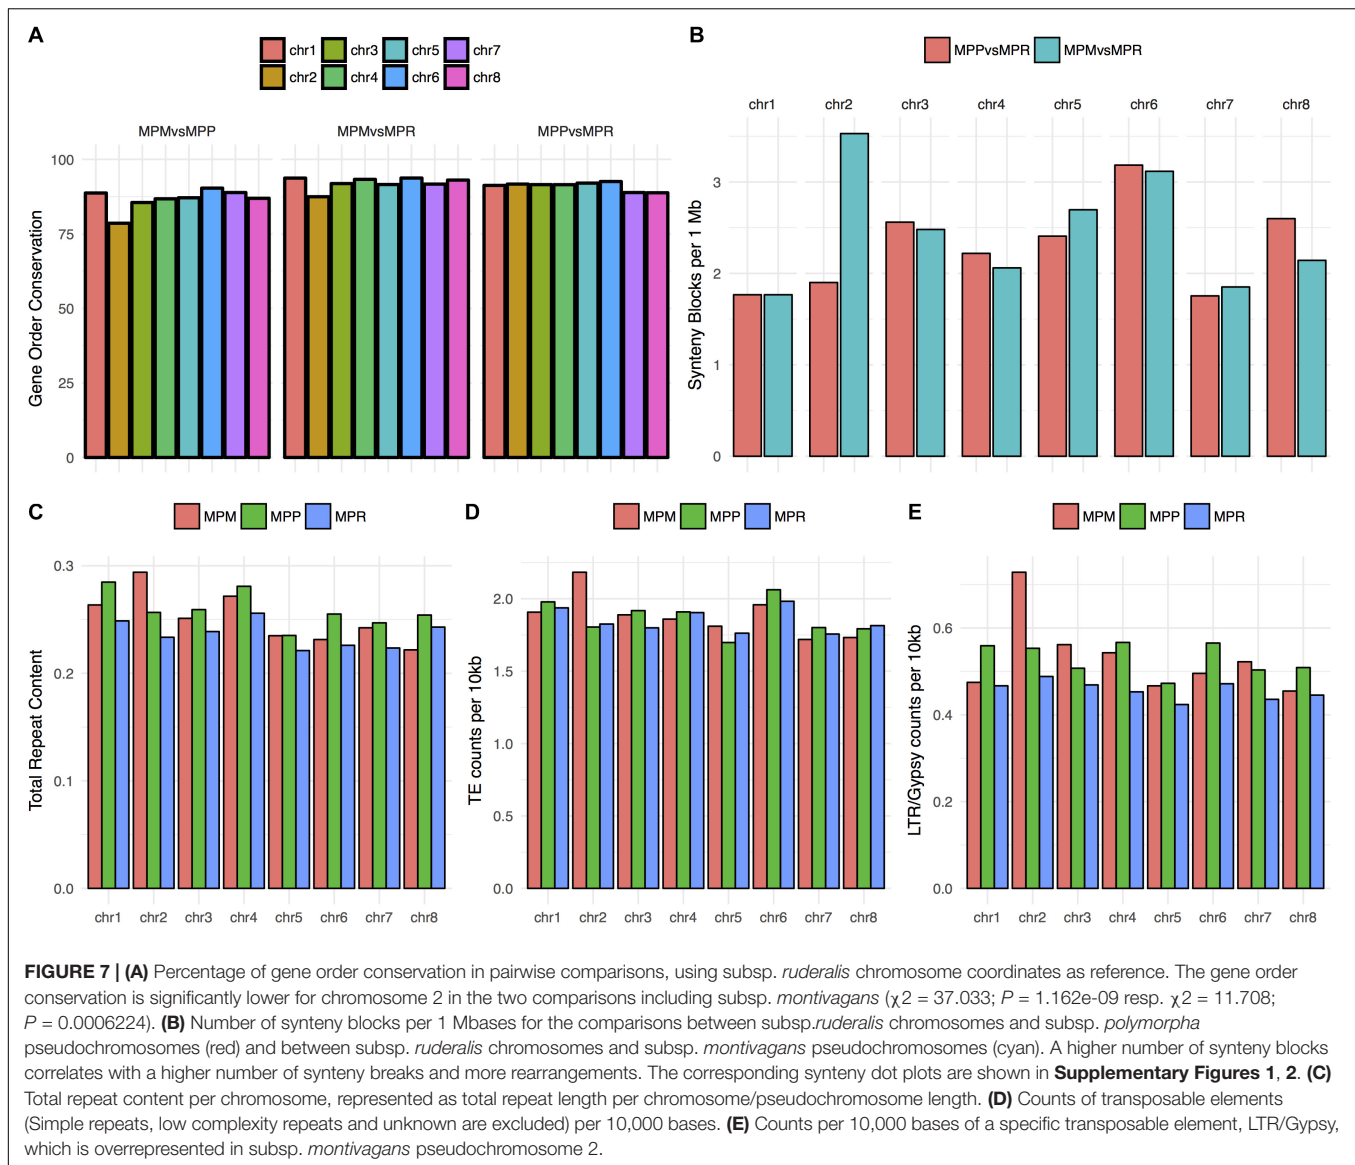 A
chr1 chr3 chr5 chr7
chr2 chr4 chr6 chr8
MPMvsMPP MPMvsMPR MPPvsMPR
100
75
50
25
0
Gene Order Conservation
B
MPPvsMPR MPMvsMPR
chr1 chr2 chr3 chr4 chr5 chr6 chr7 chr8
3
2
1
0
Synteny Blocks per 1 Mb
C
MPM MPP MPR
0.3
0.2
0.1
0.0
Total Repeat Content
chr1 chr2 chr3 chr4 chr5 chr6 chr7 chr8
D
MPM MPP MPR
2.0
1.5
1.0
0.5
0.0
TE counts per 10kb
chr1 chr2 chr3 chr4 chr5 chr6 chr7 chr8
E
MPM MPP MPR
0.6
0.4
0.2
0.0
LTR/Gypsy counts per 10kb
chr1 chr2 chr3 chr4 chr5 chr6 chr7 chr8
FIGURE 7 | (A) Percentage of gene order conservation in pairwise comparisons, using subsp. ruderalis chromosome coordinates as reference. The gene order
conservation is significantly lower for chromosome 2 in the two comparisons including subsp. montivagans (χ2 = 37.033; P = 1.162e-09 resp. χ2 = 11.708;
P = 0.0006224). (B) Number of synteny blocks per 1 Mbases for the comparisons between subsp.ruderalis chromosomes and subsp. polymorpha
pseudochromosomes (red) and between subsp. ruderalis chromosomes and subsp. montivagans pseudochromosomes (cyan). A higher number of synteny blocks
correlates with a higher number of synteny breaks and more rearrangements. The corresponding synteny dot plots are shown in Supplementary Figures 1, 2. (C)
Total repeat content per chromosome, represented as total repeat length per chromosome/pseudochromosome length. (D) Counts of transposable elements
(Simple repeats, low complexity repeats and unknown are excluded) per 10,000 bases. (E) Counts per 10,000 bases of a specific transposable element, LTR/Gypsy,
which is overrepresented in subsp. montivagans pseudochromosome 2.